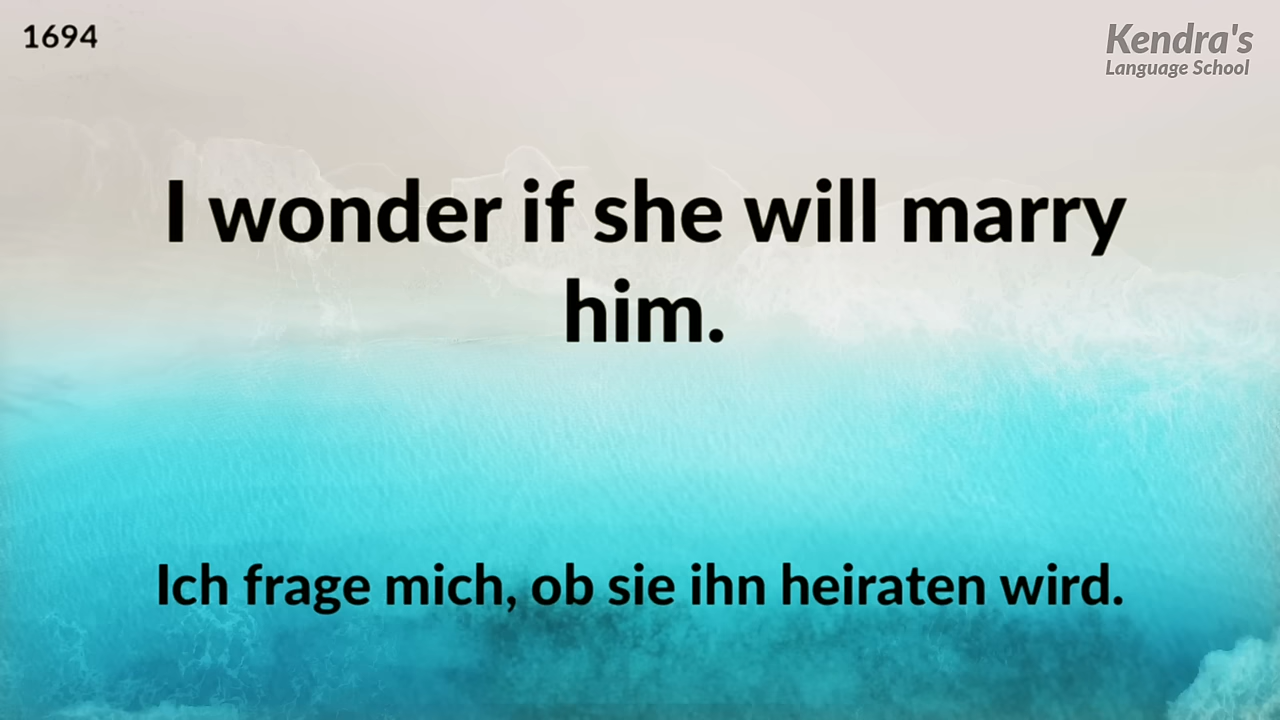 1694
Kendra's
Language School
I wonder if she will marry
him.
Ich frage mich, ob sie ihn heiraten wird.